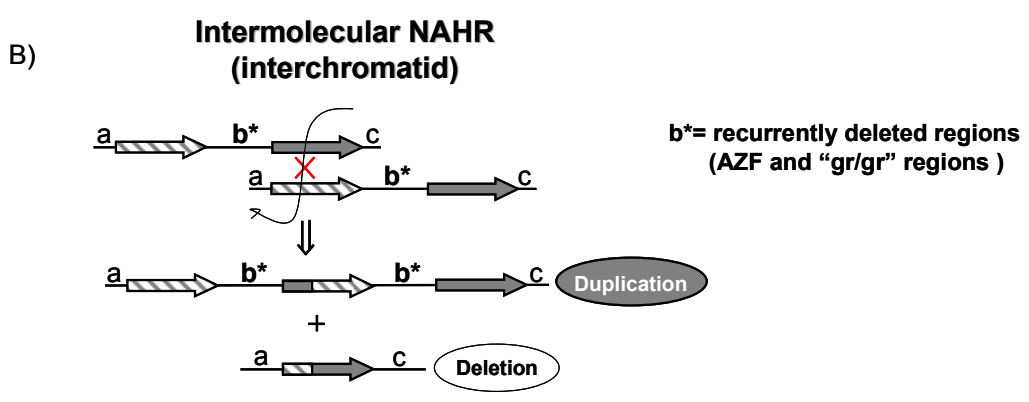 B)
Intermolecular NAHR
(interchromatid)
a b* c
b*= recurrently deleted regions
(AZF and “gr/gr” regions )
a b* c
a b* b* c Duplication
+
a c Deletion